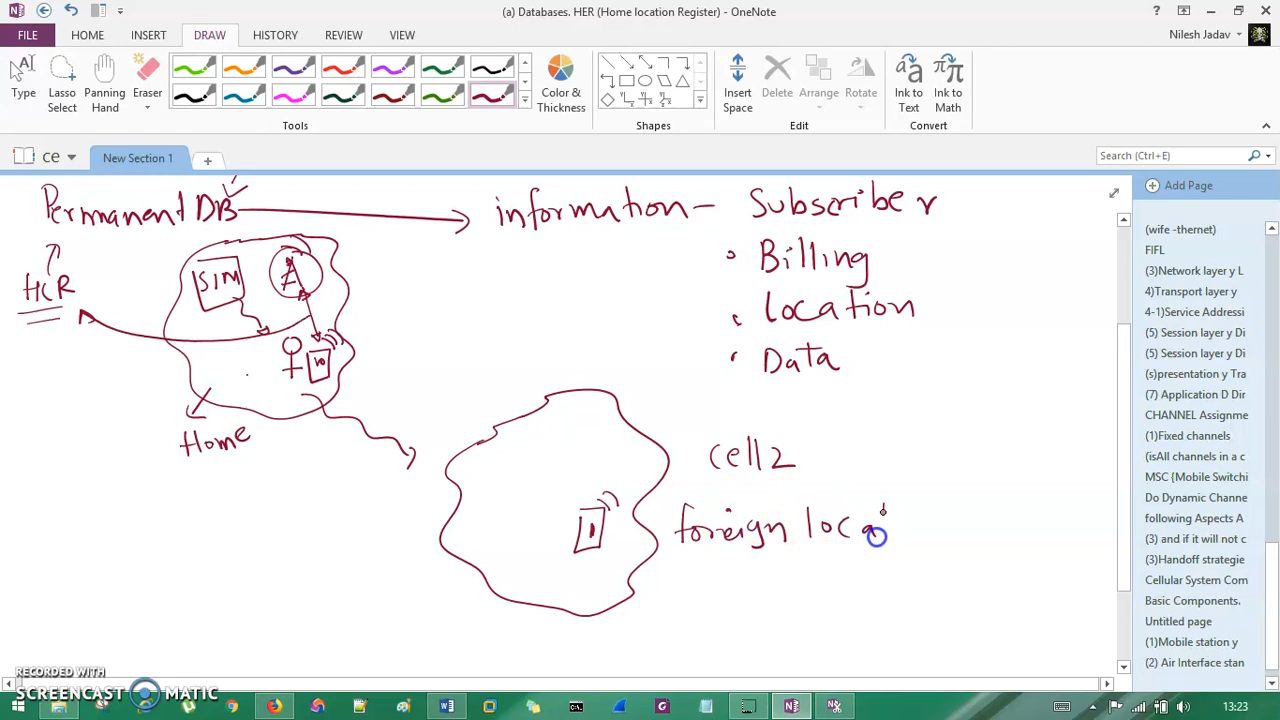 (a) Databases. HER (Home location Register) - OneNote
FILE HOME INSERT DRAW HISTORY REVIEW VIEW
Nilesh Jadav
Type
Lasso Select
Panning Hand
Eraser
Color & Thickness
Insert Space
Delete
Arrange
Rotate
Ink to Text
Ink to Math
Tools
Shapes
Edit
Convert
ce
New Section 1
Search (Ctrl+E)
Permanent DB
information - Subscriber
HLR
SIM
Billing
location
Data
Home
cell 2
foreign loca
Add Page
(wife -thernet)
FIFL
(3)Network layer y L
4)Transport layer y
4-1)Service Addressi
(5) Session layer y Di
(5) Session layer y Di
(s)presentation y Tra
(7) Application D Dir
CHANNEL Assignme
(1)Fixed channels
(isAll channels in a c
MSC {Mobile Switchi
Do Dynamic Channe
following Aspects A
(3) and if it will not c
(3)Handoff strategie
Cellular System Com
Basic Components.
Untitled page
(1)Mobile station y
(2) Air Interface stan
RECORDED WITH
SCREENCAST MATIC
13:23